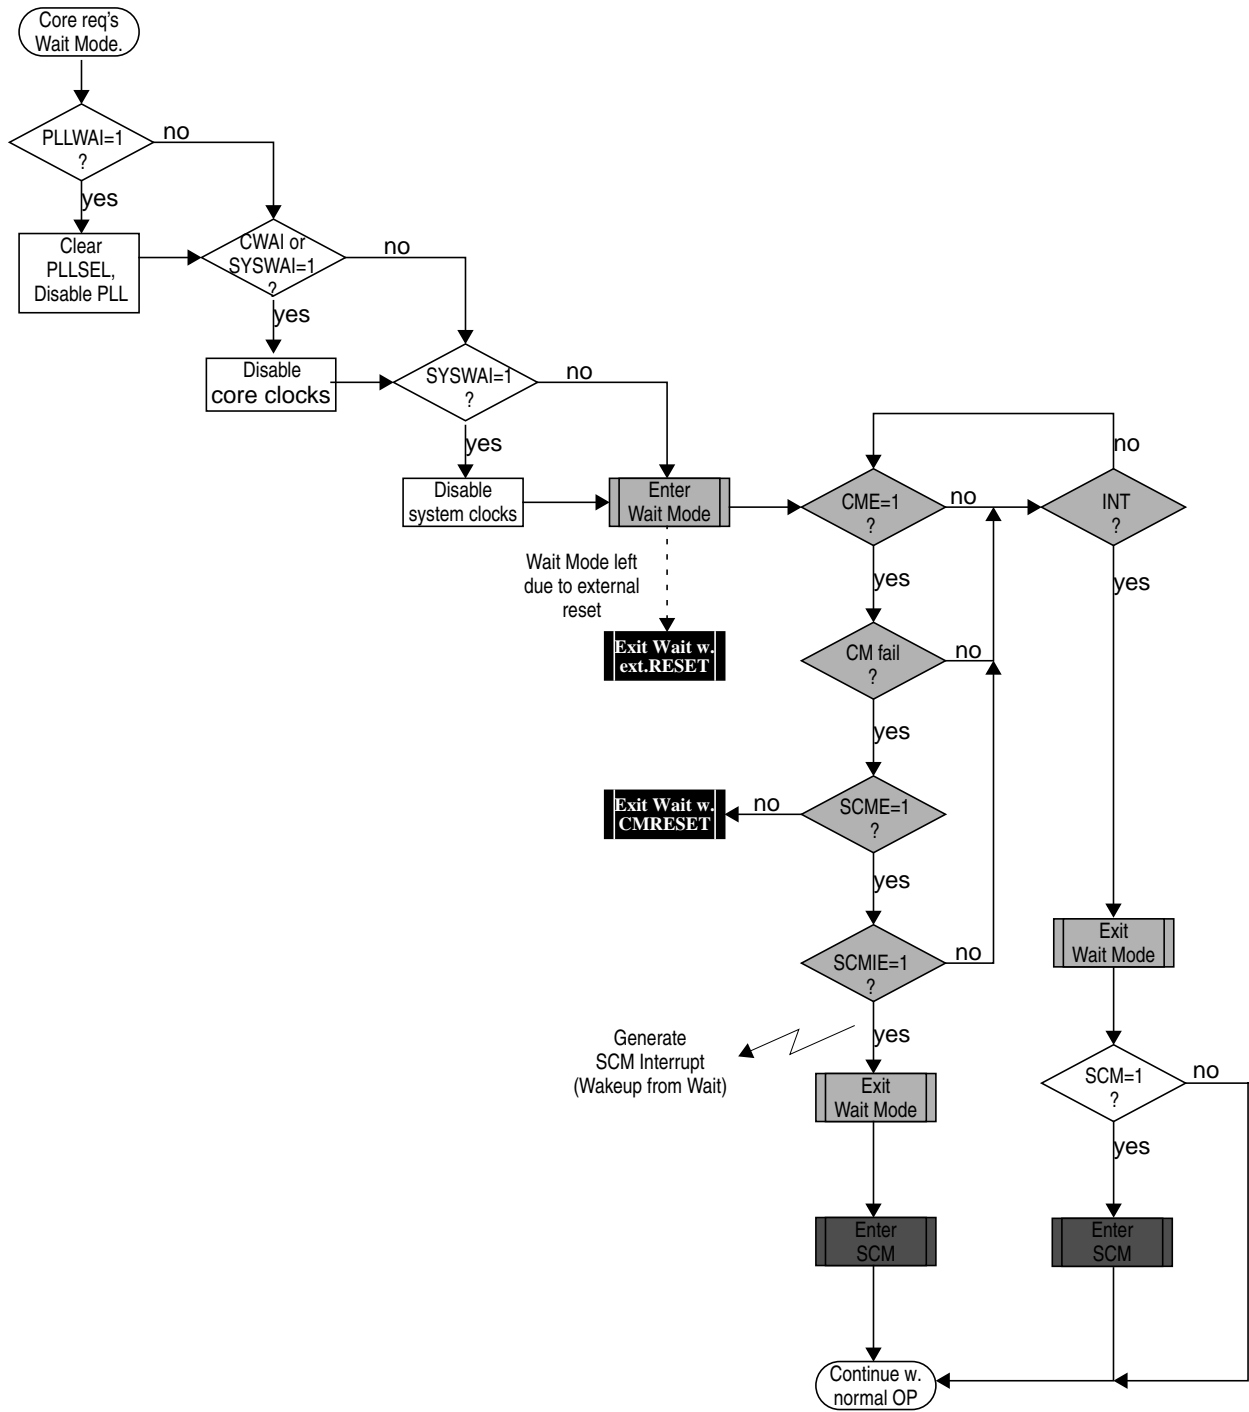 Core req's
Wait Mode.
PLLWAI=1
?
no
yes
Clear
PLLSEL,
Disable PLL
CWAI or
SYSWAI=1
?
no
yes
Disable
core clocks
SYSWAI=1
?
no
yes
Disable
system clocks
Enter
Wait Mode
Wait Mode left
due to external
reset
Exit Wait w.
ext.RESET
CME=1
?
no
yes
INT
?
no
yes
CM fail
?
no
yes
SCME=1
?
no
yes
Exit Wait w.
CMRESET
SCMIE=1
?
no
yes
Generate
SCM Interrupt
(Wakeup from Wait)
Exit
Wait Mode
Enter
SCM
Exit
Wait Mode
SCM=1
?
no
yes
Enter
SCM
Continue w.
normal OP